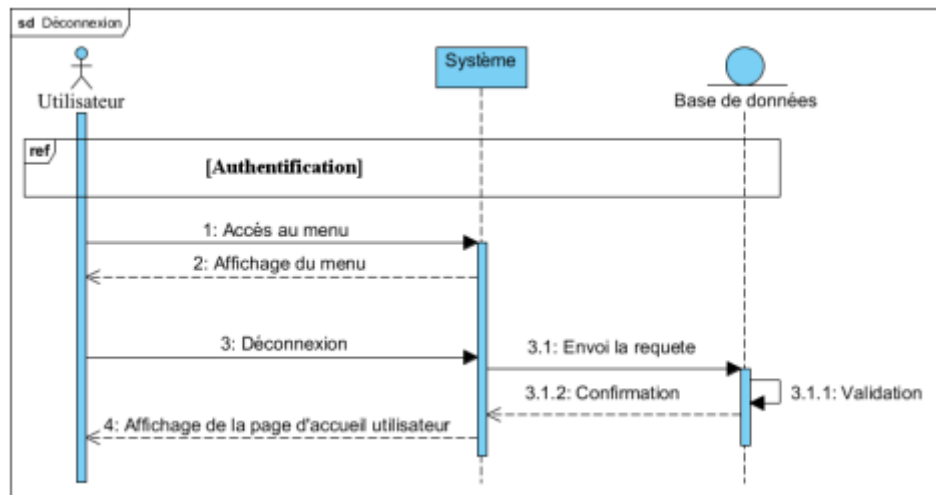 sd Déconnexion
Utilisateur
Système
Base de données
ref
[Authentification]
1: Accès au menu
2: Affichage du menu
3: Déconnexion
3.1: Envoi la requete
3.1.1: Validation
3.1.2: Confirmation
4: Affichage de la page d'accueil utilisateur